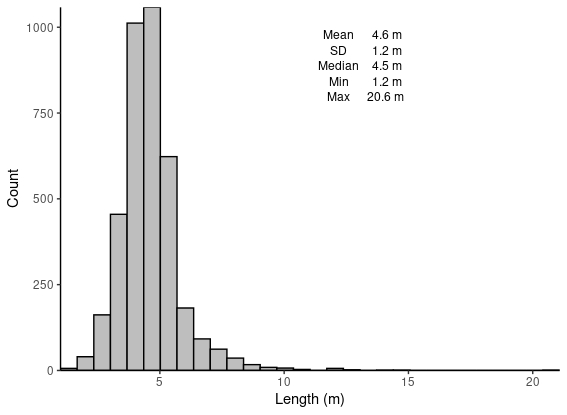 1000
750
500
250
0
Count
Mean 4.6 m
SD 1.2 m
Median 4.5 m
Min 1.2 m
Max 20.6 m
5 10 15 20
Length (m)